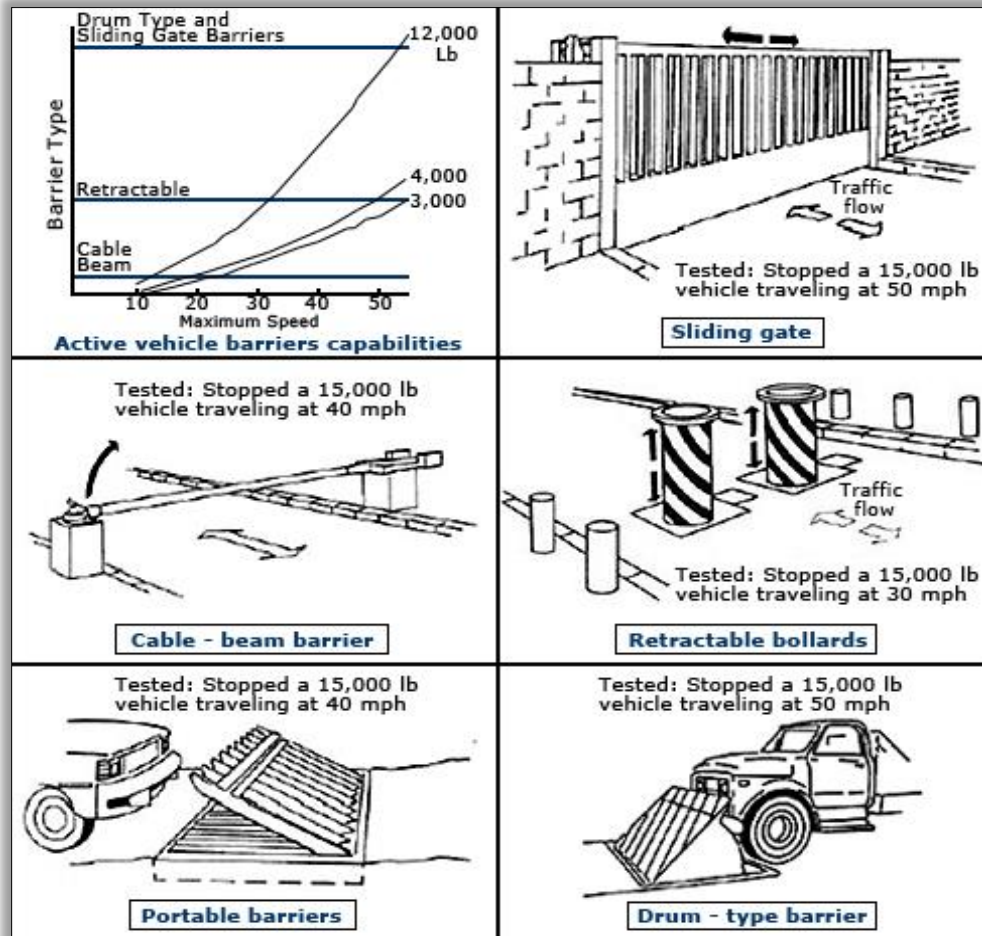 Drum Type and
Sliding Gate Barriers
12,000
Lb
Barrier Type
4,000
Retractable
3,000
Cable
Beam
10 20 30 40 50
Maximum Speed
Active vehicle barriers capabilities
Traffic
flow
Tested: Stopped a 15,000 lb
vehicle traveling at 50 mph
Sliding gate
Tested: Stopped a 15,000 lb
vehicle traveling at 40 mph
Cable - beam barrier
Traffic
flow
Tested: Stopped a 15,000 lb
vehicle traveling at 30 mph
Retractable bollards
Tested: Stopped a 15,000 lb
vehicle traveling at 40 mph
Portable barriers
Tested: Stopped a 15,000 lb
vehicle traveling at 50 mph
Drum - type barrier